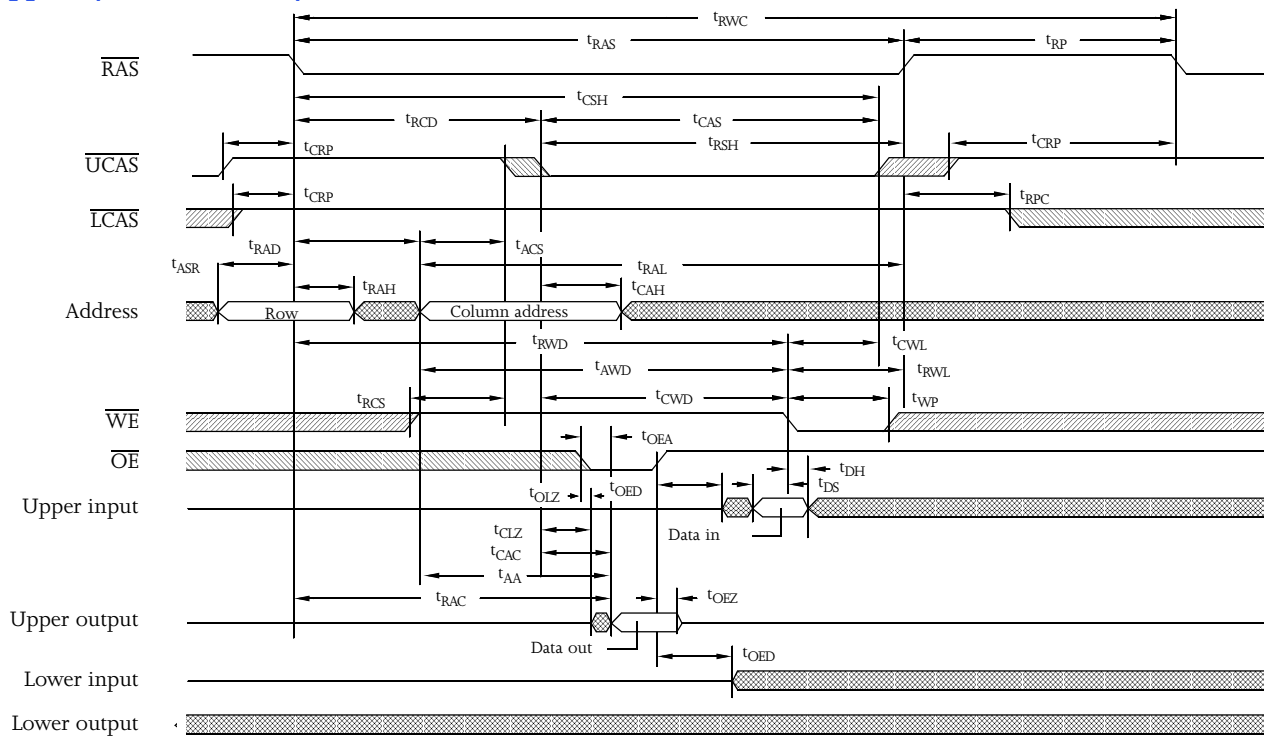 tRWC
tRAS tRP
RAS
tCSH
tRCD tCAS
tCRP tRSH tCRP
UCAS
tCRP tRPC
LCAS
tRAD tACS
tASR tRAL
tRAH tCAH
Address Row Column address
tRWD tCWL
tAWD tRWL
tRCS tCWD tWP
WE
tOEA
OE
tDH
tOLZ tOED tDS
Upper input
tCLZ Data in
tCAC
tAA
tRAC tOEZ
Upper output
Data out
tOED
Lower input
Lower output